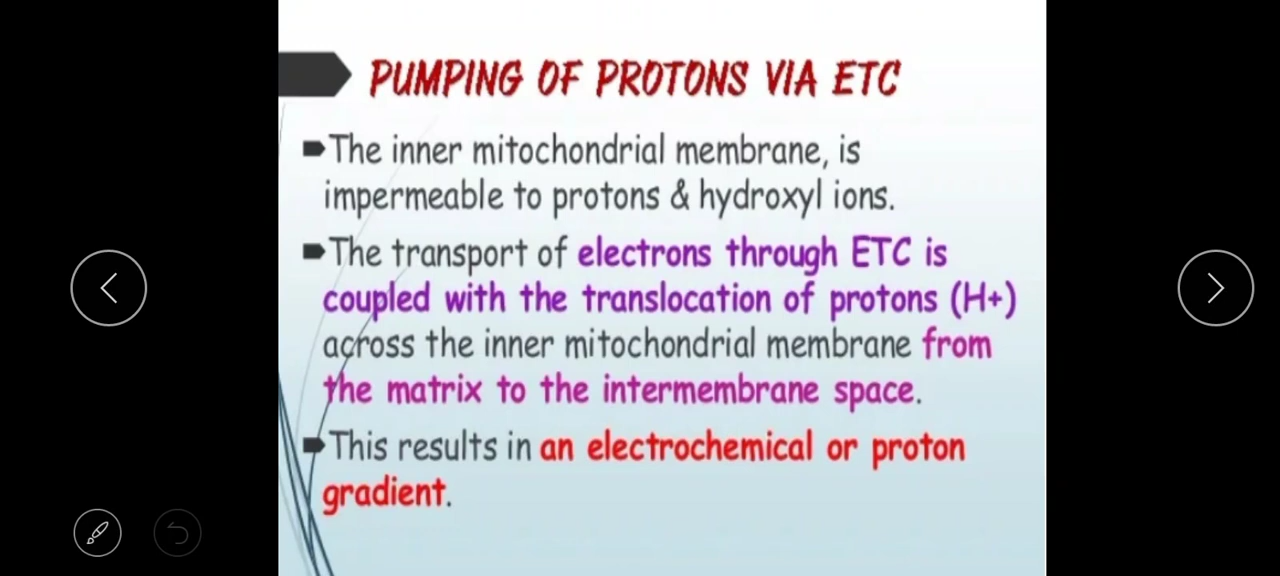 PUMPING OF PROTONS VIA ETC
The inner mitochondrial membrane, is
impermeable to protons & hydroxyl ions.
The transport of electrons through ETC is
coupled with the translocation of protons (H+)
across the inner mitochondrial membrane from
the matrix to the intermembrane space.
This results in an electrochemical or proton
gradient.